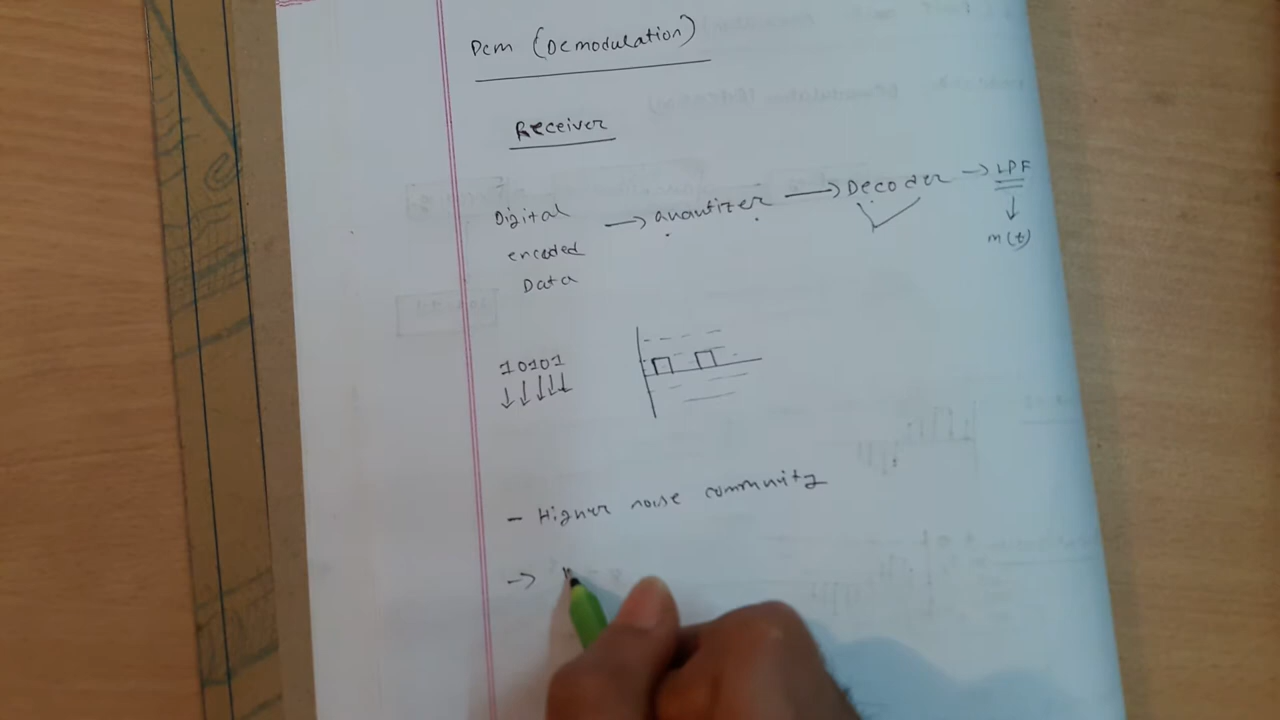 Pcm (Demodulation)
Receiver
Digital encoded Data → quantizer → Decoder → LPF
↓
m(t)
10101
↓↓↓↓↓
- Higher noise community
→